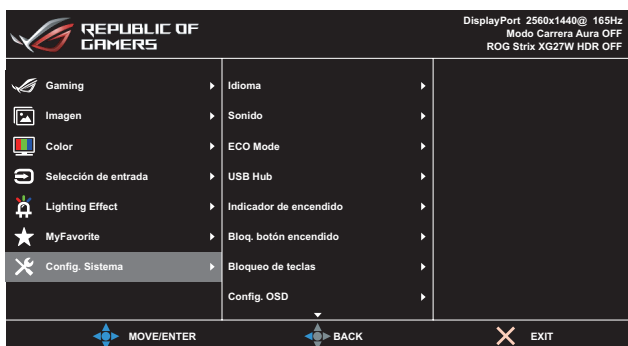 REPUBLIC OF
GAMERS
DisplayPort 2560x1440@ 165Hz
Modo Carrera Aura OFF
ROG Strix XG27W HDR OFF
Gaming
Imagen
Color
Selección de entrada
Lighting Effect
MyFavorite
Config. Sistema
Idioma
Sonido
ECO Mode
USB Hub
Indicador de encendido
Bloq. botón encendido
Bloqueo de teclas
Config. OSD
MOVE/ENTER
BACK
EXIT